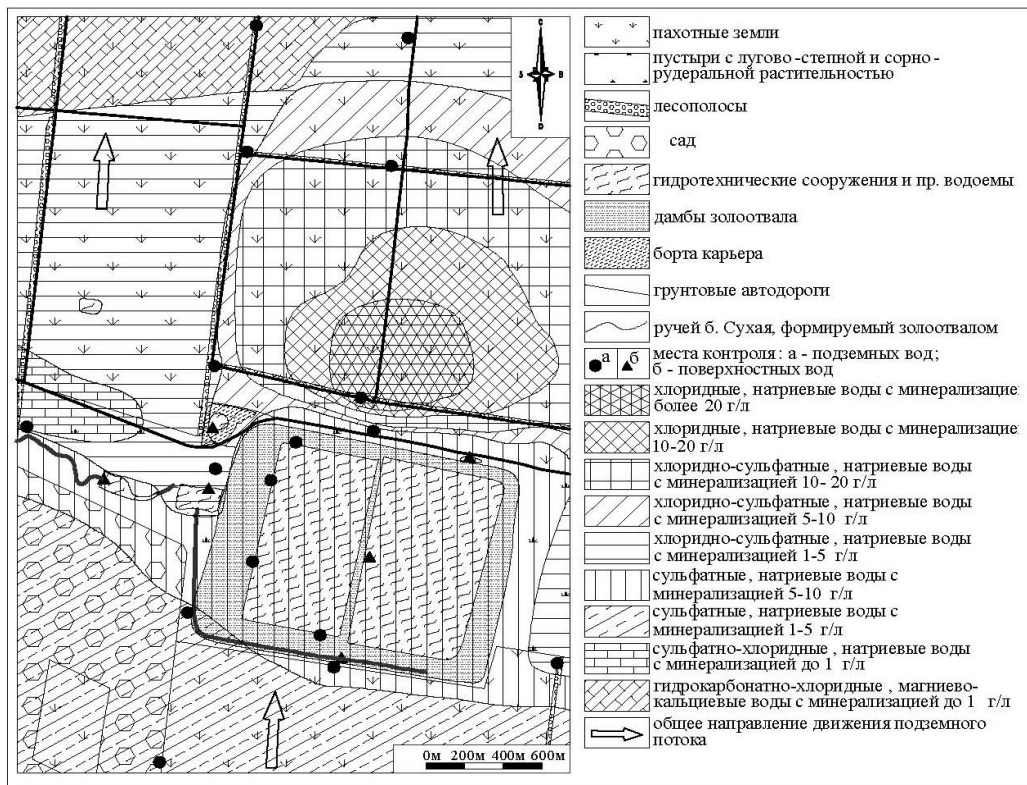 С
З
В
Ю
0м 200м 400м 600м
пахотные земли
пустыри с лугово-степной и сорно-
рудеральной растительностью
лесополосы
сад
гидротехнические сооружения и пр. водоемы
дамбы золоотвала
борта карьера
грунтовые автодороги
ручей б. Сухая, формируемый золоотвалом
а б
места контроля: а - подземных вод;
б - поверхностных вод
хлоридные, натриевые воды с минерализацие
более 20 г/л
хлоридные, натриевые воды с минерализацие
10-20 г/л
хлоридно-сульфатные, натриевые воды
с минерализацией 10- 20 г/л
хлоридно-сульфатные, натриевые воды
с минерализацией 5-10 г/л
хлоридно-сульфатные, натриевые воды
с минерализацией 1-5 г/л
сульфатные, натриевые воды с
минерализацией 5-10 г/л
сульфатные, натриевые воды с
минерализацией 1-5 г/л
сульфатно-хлоридные, натриевые воды
с минерализацией до 1 г/л
гидрокарбонатно-хлоридные, магниево-
кальциевые воды с минерализацией до 1 г/л
общее направление движения подземного
потока